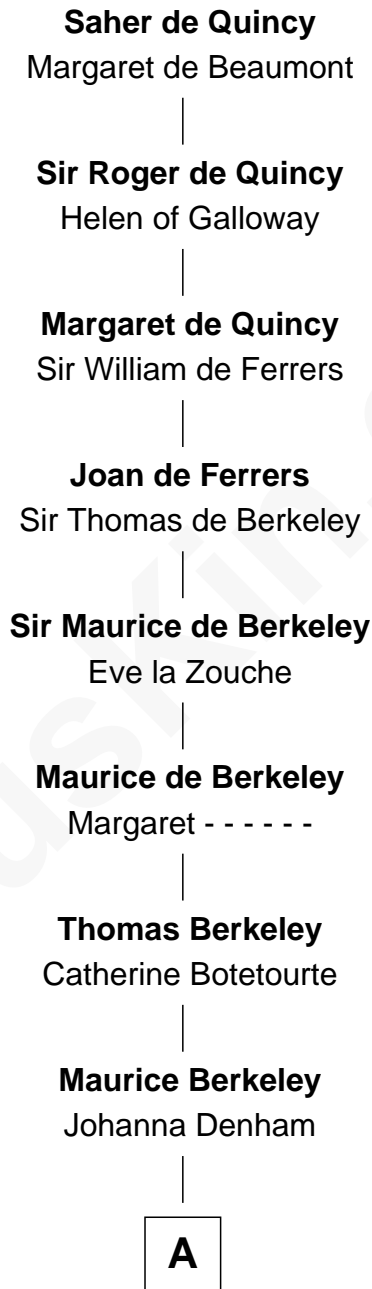 Saher de Quincy
Margaret de Beaumont
Sir Roger de Quincy
Helen of Galloway
Margaret de Quincy
Sir William de Ferrers
Joan de Ferrers
Sir Thomas de Berkeley
Sir Maurice de Berkeley
Eve la Zouche
Maurice de Berkeley
Margaret - - - - - -
Thomas Berkeley
Catherine Botetourte
Maurice Berkeley
Johanna Denham
A